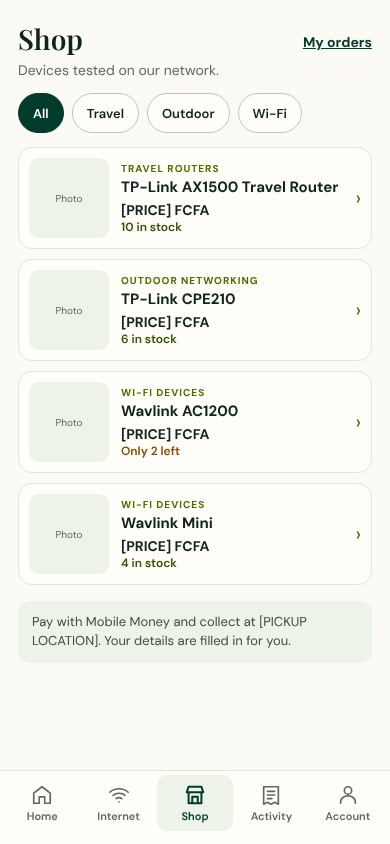 Shop
My orders
Devices tested on our network.
All
Travel
Outdoor
Wi-Fi
Photo
TRAVEL ROUTERS
TP-Link AX1500 Travel Router
[PRICE] FCFA
10 in stock
›
Photo
OUTDOOR NETWORKING
TP-Link CPE210
[PRICE] FCFA
6 in stock
›
Photo
WI-FI DEVICES
Wavlink AC1200
[PRICE] FCFA
Only 2 left
›
Photo
WI-FI DEVICES
Wavlink Mini
[PRICE] FCFA
4 in stock
›
Pay with Mobile Money and collect at [PICKUP
LOCATION]. Your details are filled in for you.
Home
Internet
Shop
Activity
Account